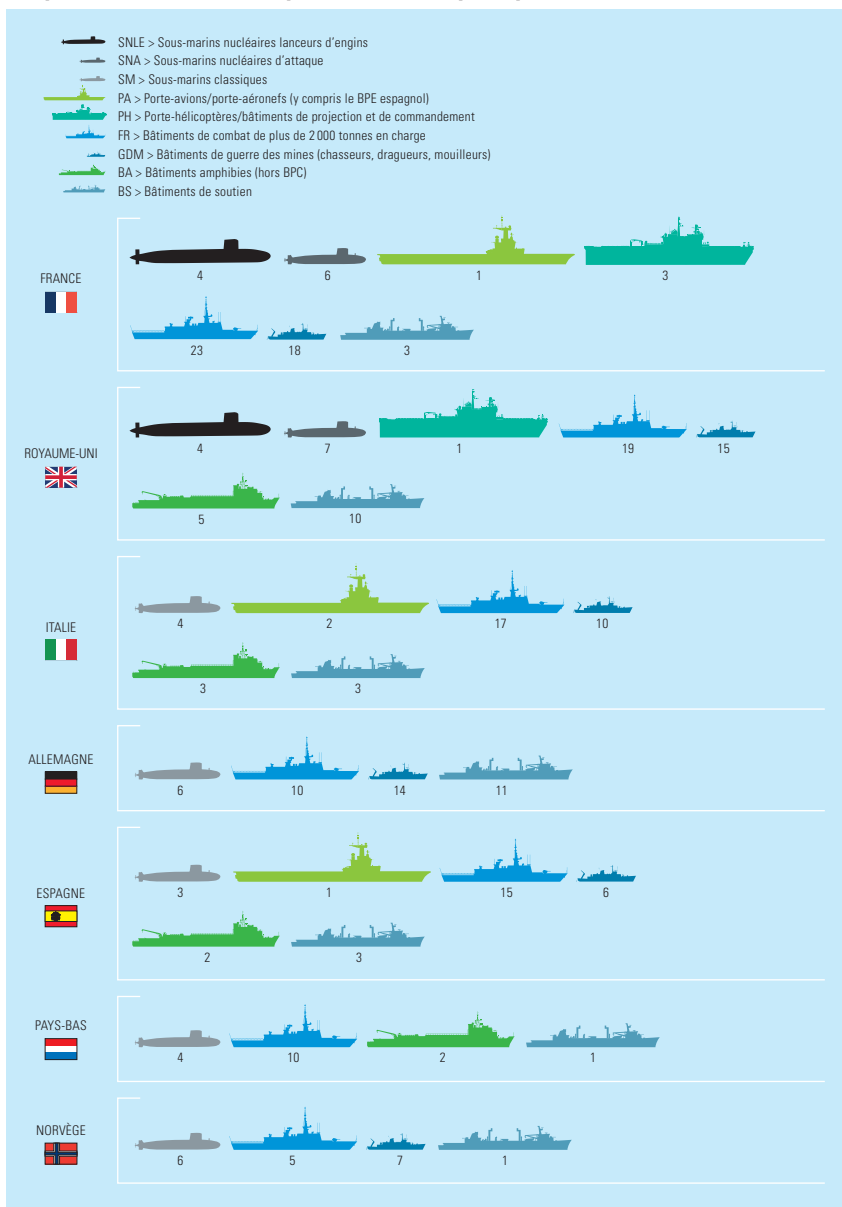 SNLE > Sous-marins nucléaires lanceurs d'engins
SNA > Sous-marins nucléaires d'attaque
SM > Sous-marins classiques
PA > Porte-avions/porte-aéronefs (y compris le BPE espagnol)
PH > Porte-hélicoptères/bâtiments de projection et de commandement
FR > Bâtiments de combat de plus de 2 000 tonnes en charge
GDM > Bâtiments de guerre des mines (chasseurs, dragueurs, mouilleurs)
BA > Bâtiments amphibies (hors BPC)
BS > Bâtiments de soutien
FRANCE
4 6 1 3
23 18 3
ROYAUME-UNI
4 7 1 19 15
5 10
ITALIE
4 2 17 10
3 3
ALLEMAGNE
6 10 14 11
ESPAGNE
3 1 15 6
2 3
PAYS-BAS
4 10 2 1
NORVÈGE
6 5 7 1